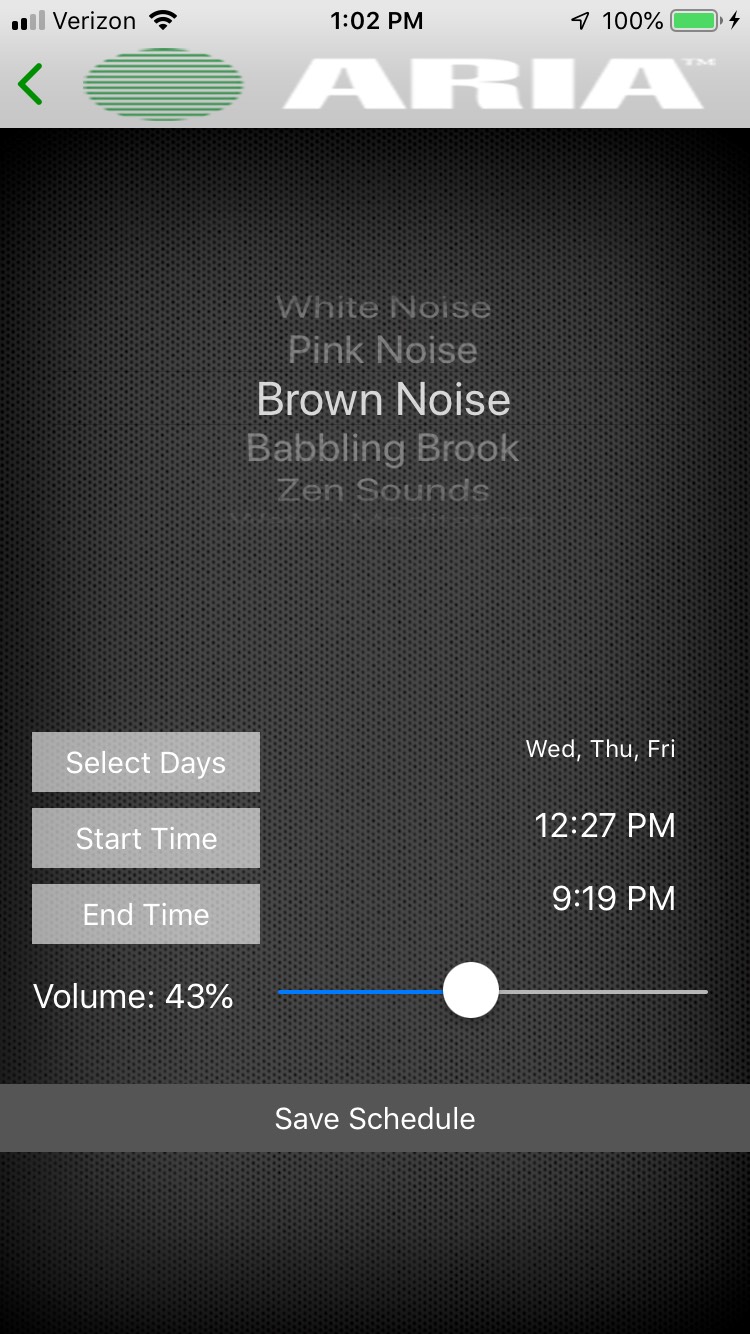 Verizon 1:02 PM 100%
ARIA™
White Noise
Pink Noise
Brown Noise
Babbling Brook
Zen Sounds
Select Days Wed, Thu, Fri
Start Time 12:27 PM
End Time 9:19 PM
Volume: 43%
Save Schedule